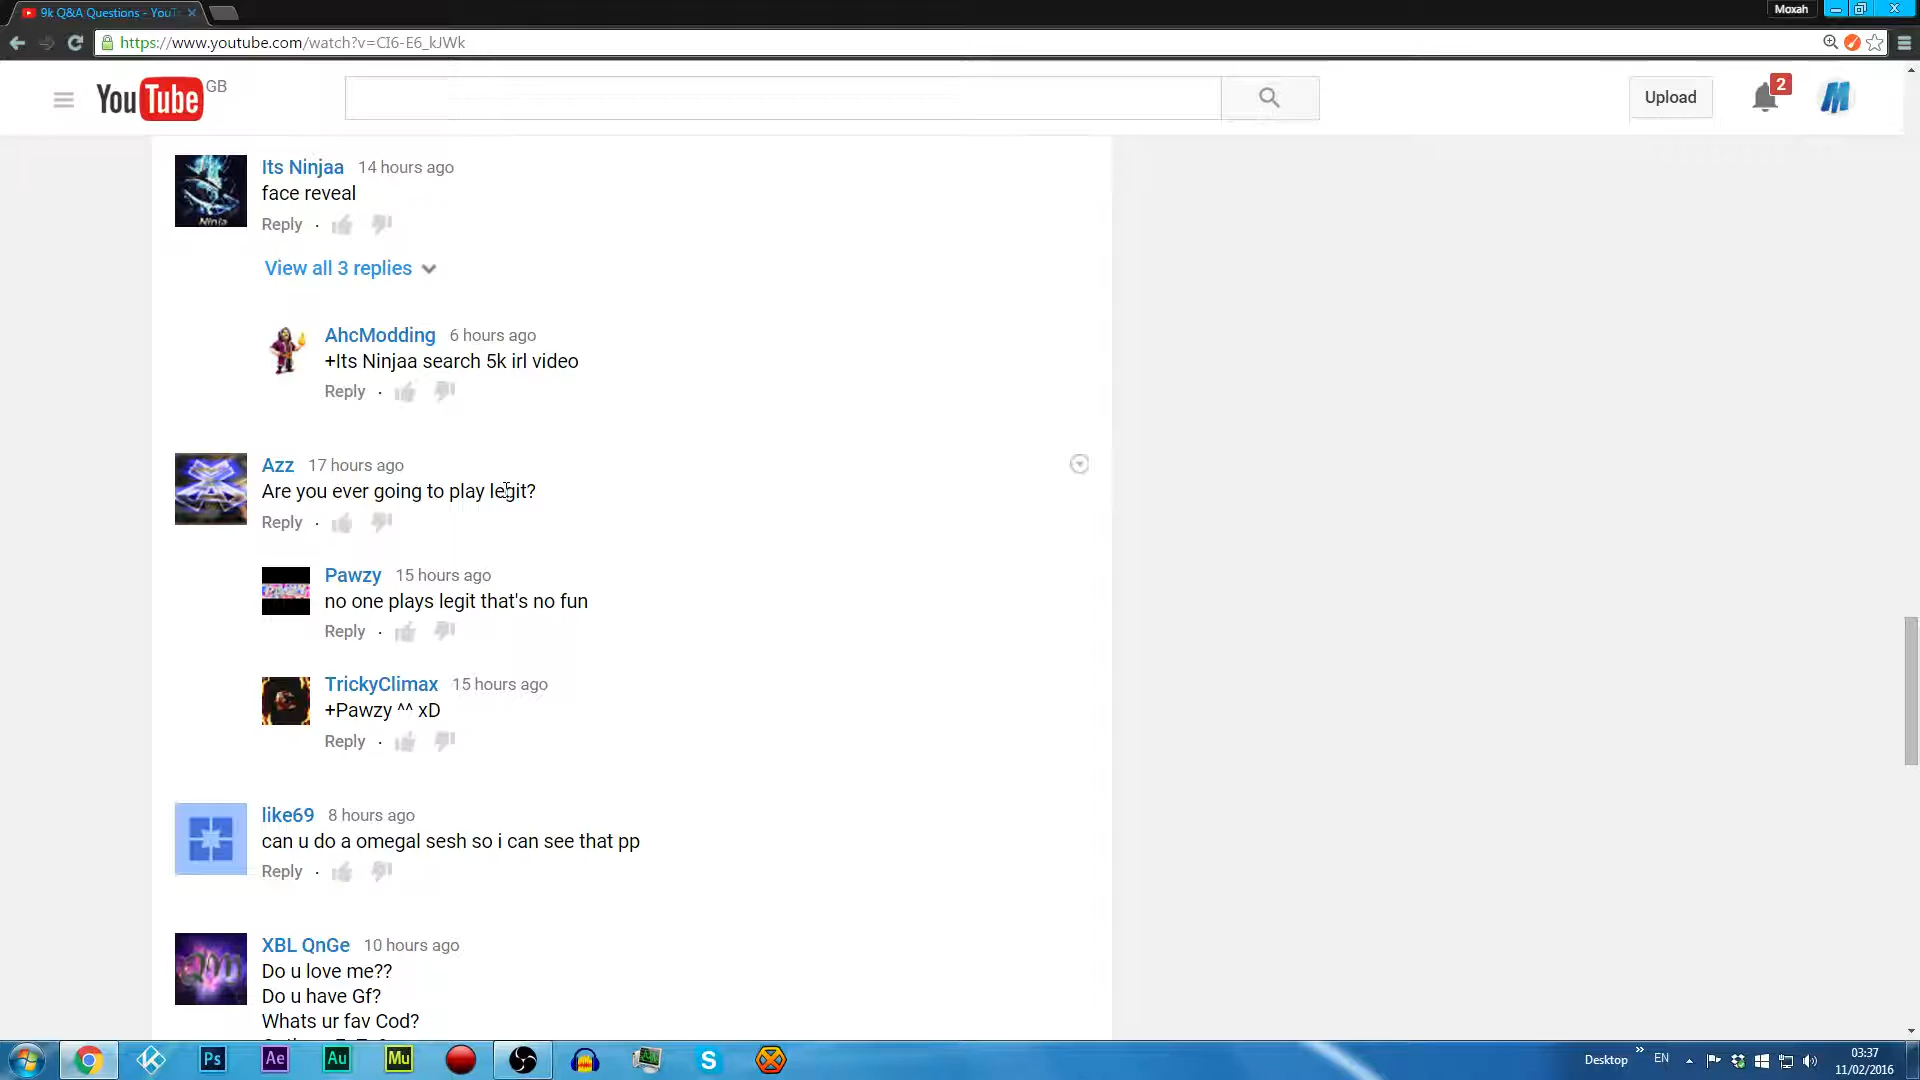 9k Q&A Questions - YouT
Moxah
https://www.youtube.com/watch?v=CI6-E6_kJWk
YouTube GB
Upload
2
Its Ninjaa 14 hours ago
face reveal
Reply ·
View all 3 replies
AhcModding 6 hours ago
+Its Ninjaa search 5k irl video
Reply ·
Azz 17 hours ago
Are you ever going to play legit?
Reply ·
Pawzy 15 hours ago
no one plays legit that's no fun
Reply ·
TrickyClimax 15 hours ago
+Pawzy ^^ xD
Reply ·
like69 8 hours ago
can u do a omegal sesh so i can see that pp
Reply ·
XBL QnGe 10 hours ago
Do u love me??
Do u have Gf?
Whats ur fav Cod?
Ninja
Ps Ae Au Mu S
Desktop » EN 03:37
11/02/2016